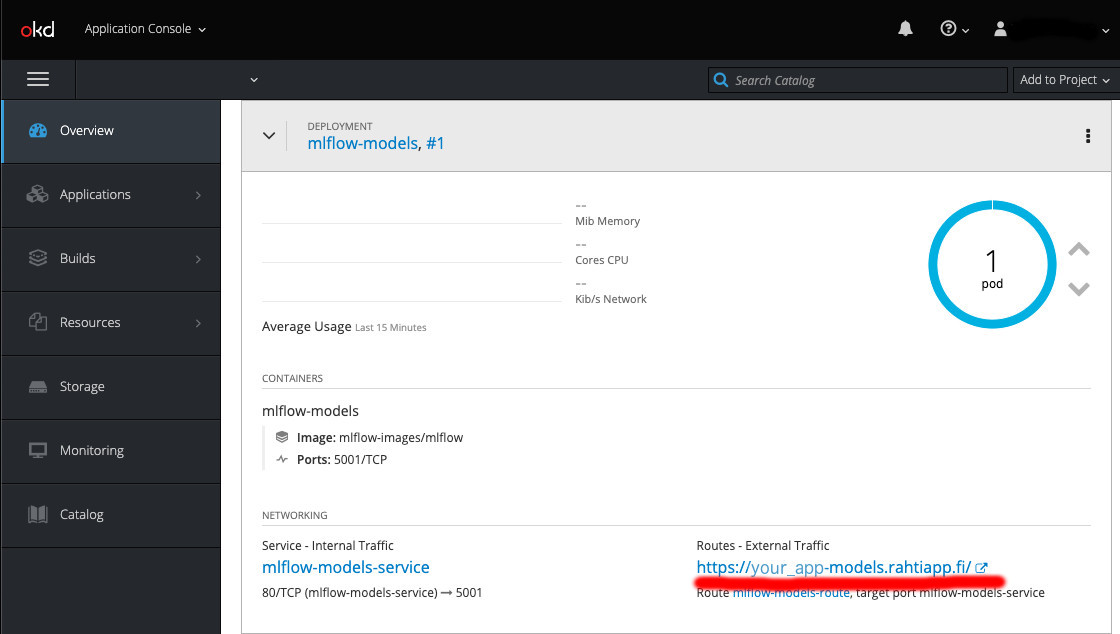 okd
Application Console
Search Catalog
Add to Project
Overview
Applications
Builds
Resources
Storage
Monitoring
Catalog
DEPLOYMENT
mlflow-models, #1
--
Mib Memory
--
Cores CPU
--
Kib/s Network
Average Usage Last 15 Minutes
1
pod
CONTAINERS
mlflow-models
Image: mlflow-images/mlflow
Ports: 5001/TCP
NETWORKING
Service - Internal Traffic
mlflow-models-service
80/TCP (mlflow-models-service) → 5001
Routes - External Traffic
https://your_app-models.rahtiapp.fi/
Route mlflow-models-route, target port mlflow-models-service